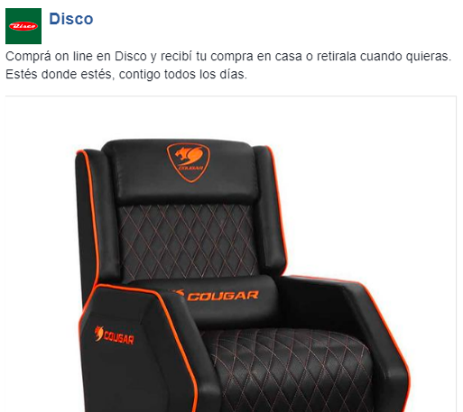 Disco
Disco
Comprá on line en Disco y recibí tu compra en casa o retirala cuando quieras.
Estés donde estés, contigo todos los días.
COUGAR
COUGAR
COUGAR